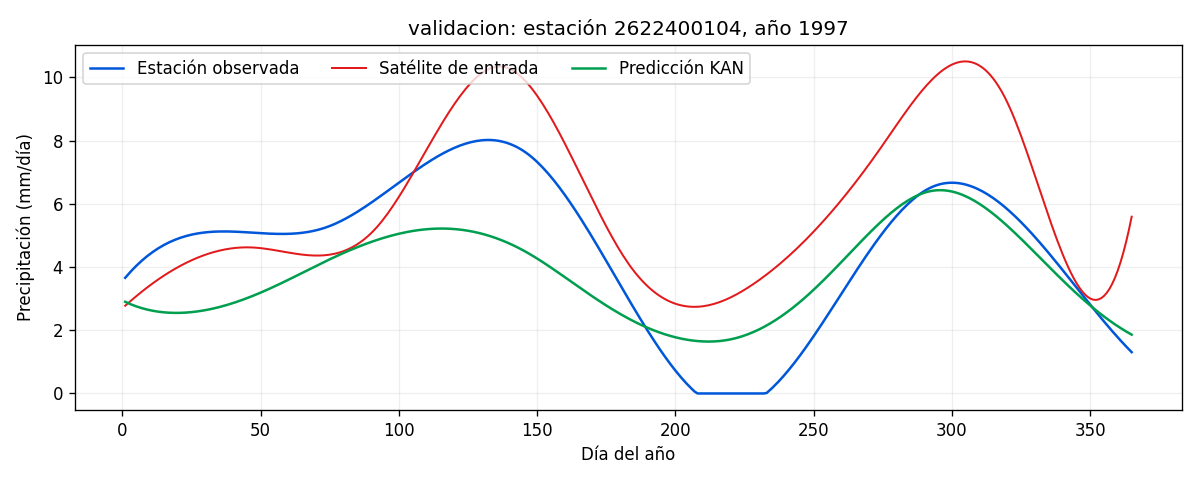 validacion: estación 2622400104, año 1997
Estación observada
Satélite de entrada
Predicción KAN
Precipitación (mm/día)
10
8
6
4
2
0
0 50 100 150 200 250 300 350
Día del año